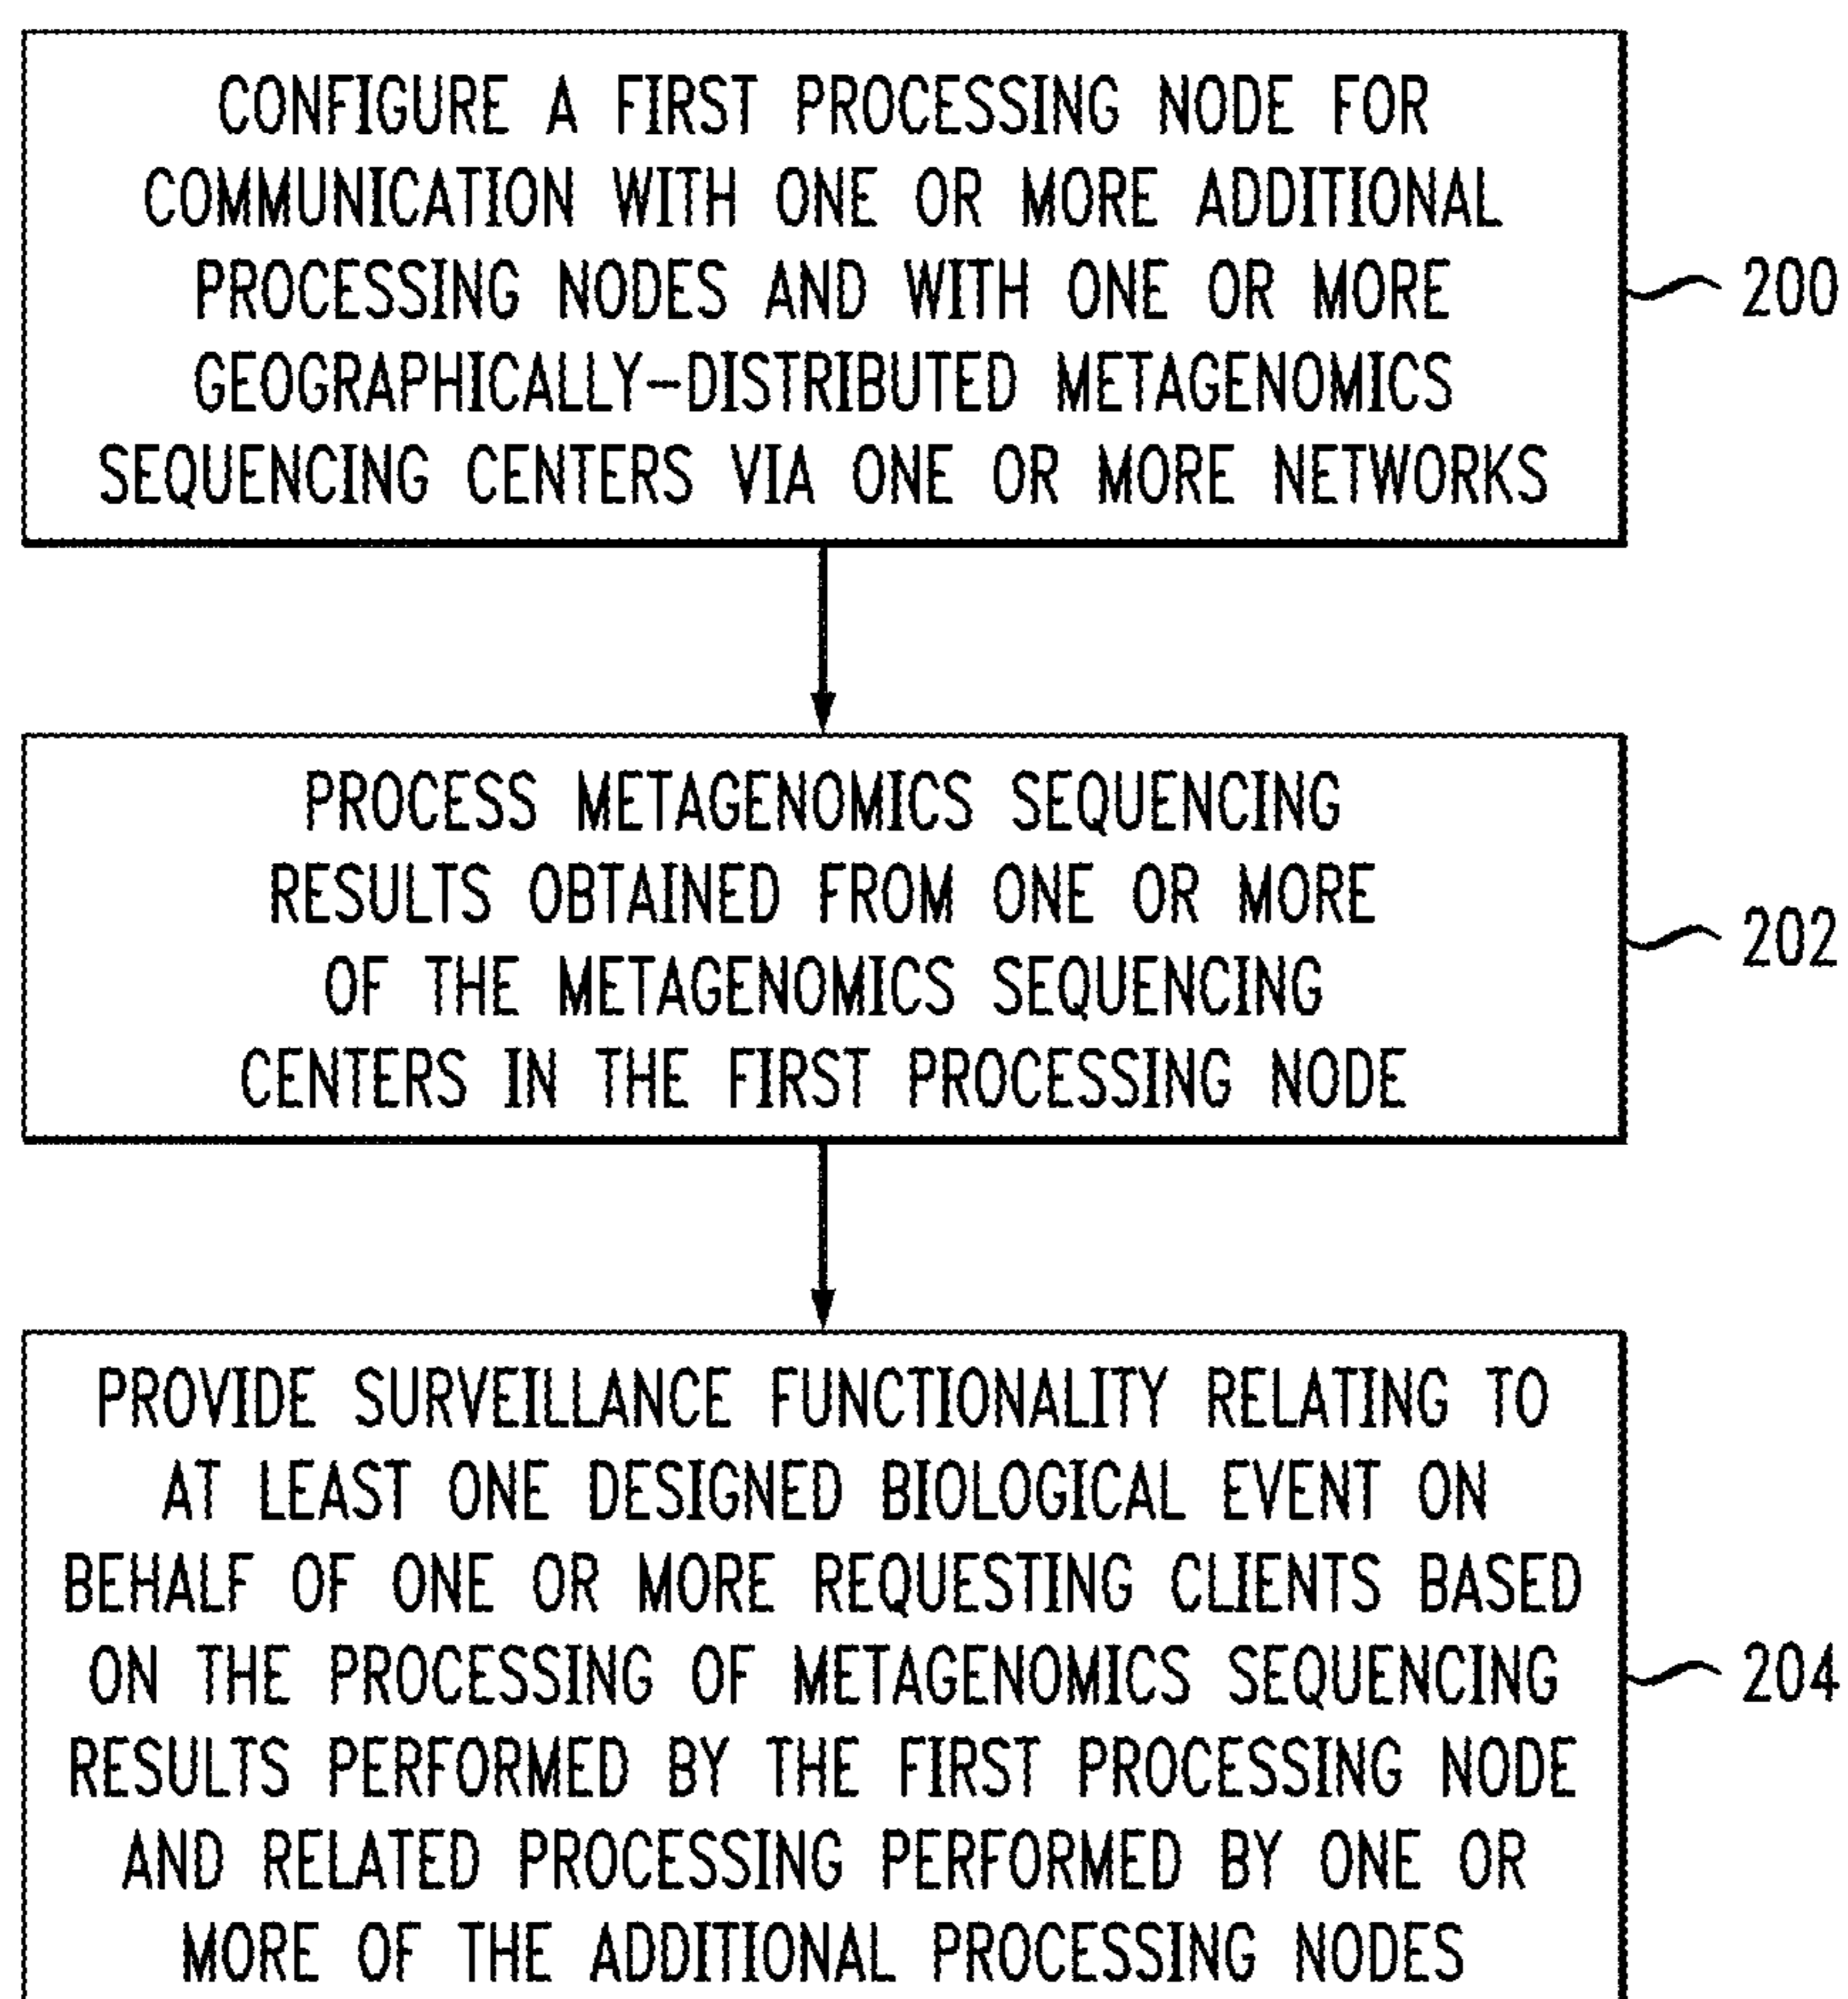 CONFIGURE A FIRST PROCESSING NODE FOR
COMMUNICATION WITH ONE OR MORE ADDITIONAL
PROCESSING NODES AND WITH ONE OR MORE
GEOGRAPHICALLY-DISTRIBUTED METAGENOMICS
SEQUENCING CENTERS VIA ONE OR MORE NETWORKS
200
PROCESS METAGENOMICS SEQUENCING
RESULTS OBTAINED FROM ONE OR MORE
OF THE METAGENOMICS SEQUENCING
CENTERS IN THE FIRST PROCESSING NODE
202
PROVIDE SURVEILLANCE FUNCTIONALITY RELATING TO
AT LEAST ONE DESIGNED BIOLOGICAL EVENT ON
BEHALF OF ONE OR MORE REQUESTING CLIENTS BASED
ON THE PROCESSING OF METAGENOMICS SEQUENCING
RESULTS PERFORMED BY THE FIRST PROCESSING NODE
AND RELATED PROCESSING PERFORMED BY ONE OR
MORE OF THE ADDITIONAL PROCESSING NODES
204